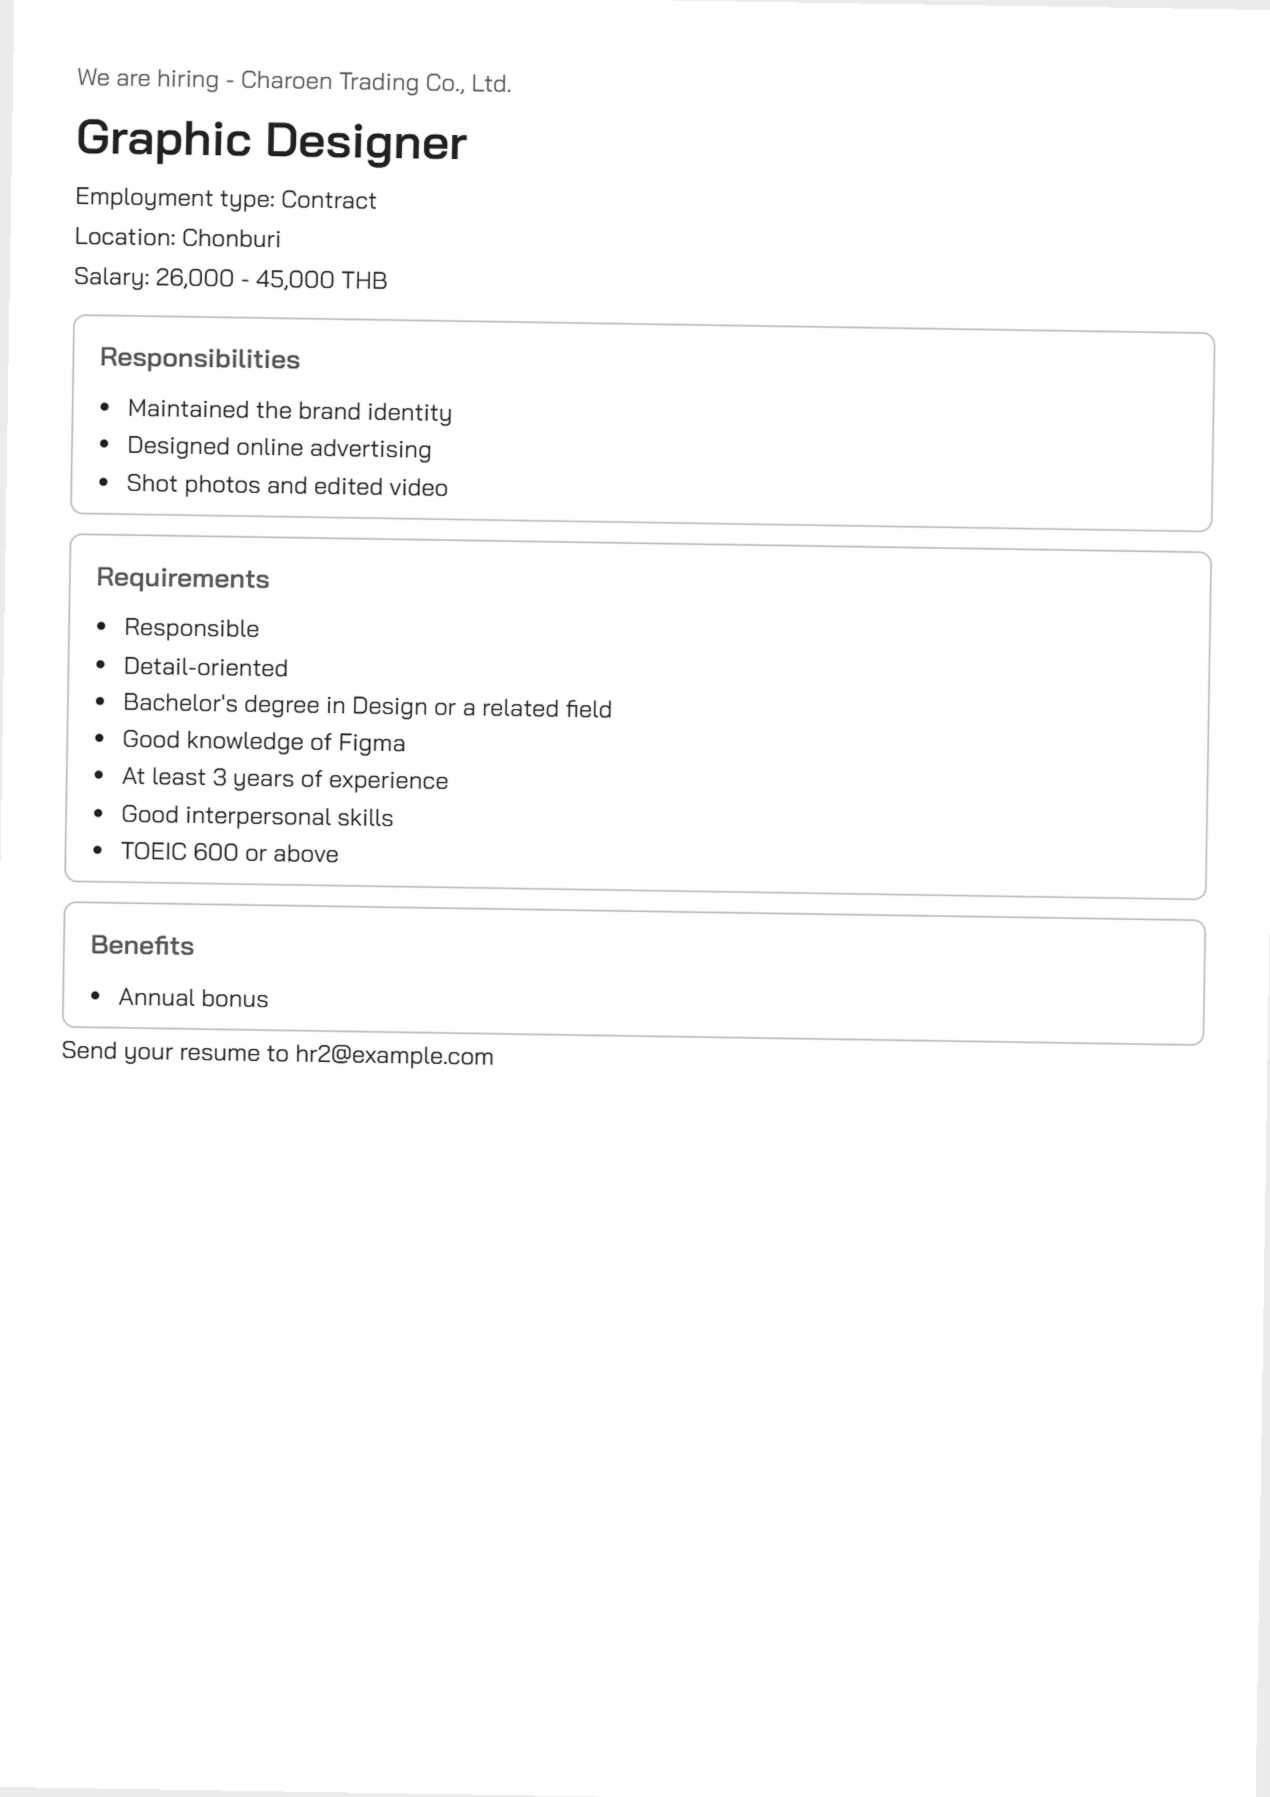 We are hiring - Charoen Trading Co., Ltd.
Graphic Designer
Employment type: Contract
Location: Chonburi
Salary: 26,000 - 45,000 THB
Responsibilities
• Maintained the brand identity
• Designed online advertising
• Shot photos and edited video
Requirements
• Responsible
• Detail-oriented
• Bachelor's degree in Design or a related field
• Good knowledge of Figma
• At least 3 years of experience
• Good interpersonal skills
• TOEIC 600 or above
Benefits
• Annual bonus
Send your resume to hr2@example.com